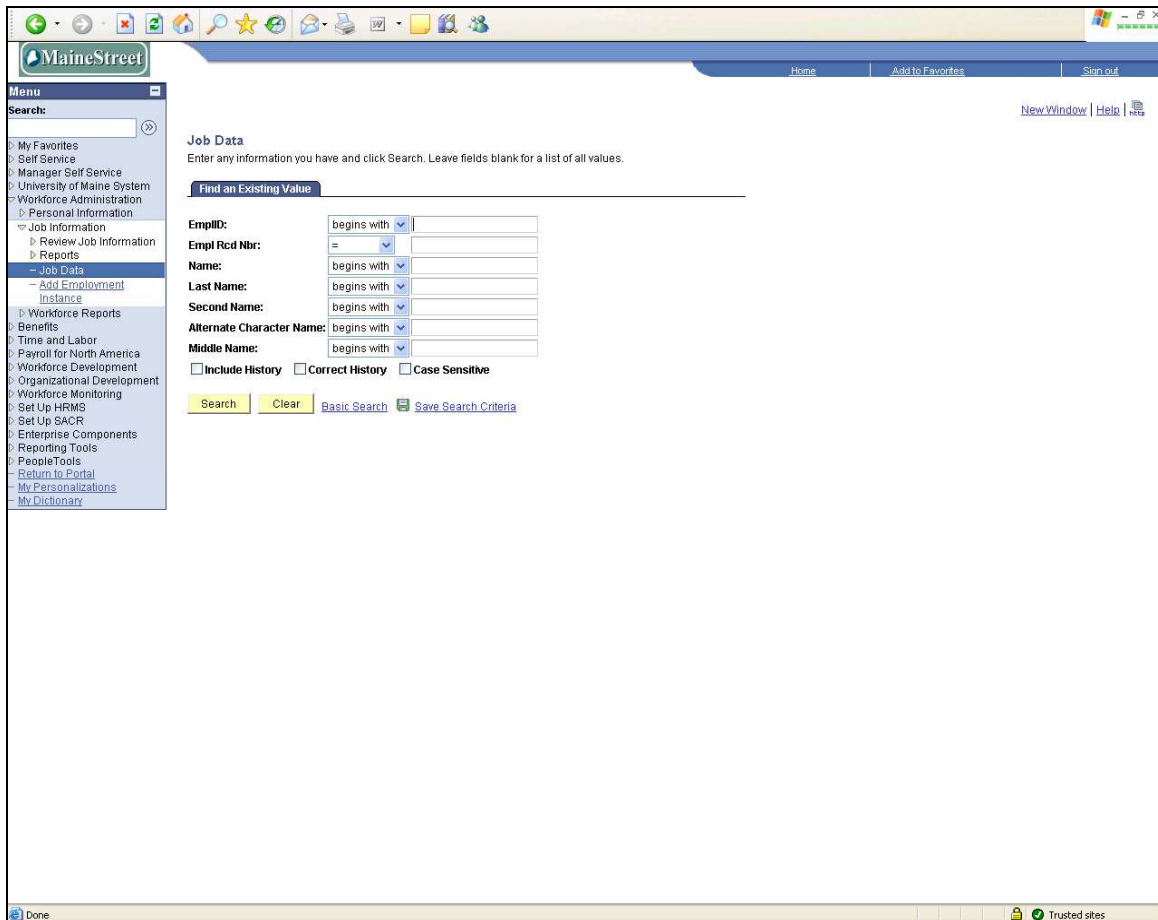 MaineStreet
Home
Add to Favorites
Sign out
Menu
New Window | Help | http
Search:
My Favorites
Self Service
Manager Self Service
University of Maine System
Workforce Administration
Personal Information
Job Information
Review Job Information
Reports
– Job Data
– Add Employment
Instance
Workforce Reports
Benefits
Time and Labor
Payroll for North America
Workforce Development
Organizational Development
Workforce Monitoring
Set Up HRMS
Set Up SACR
Enterprise Components
Reporting Tools
PeopleTools
– Return to Portal
– My Personalizations
– My Dictionary
Job Data
Enter any information you have and click Search. Leave fields blank for a list of all values.
Find an Existing Value
EmplID: begins with
Empl Rcd Nbr: =
Name: begins with
Last Name: begins with
Second Name: begins with
Alternate Character Name: begins with
Middle Name: begins with
Include History Correct History Case Sensitive
Search Clear Basic Search Save Search Criteria
Done
Trusted sites